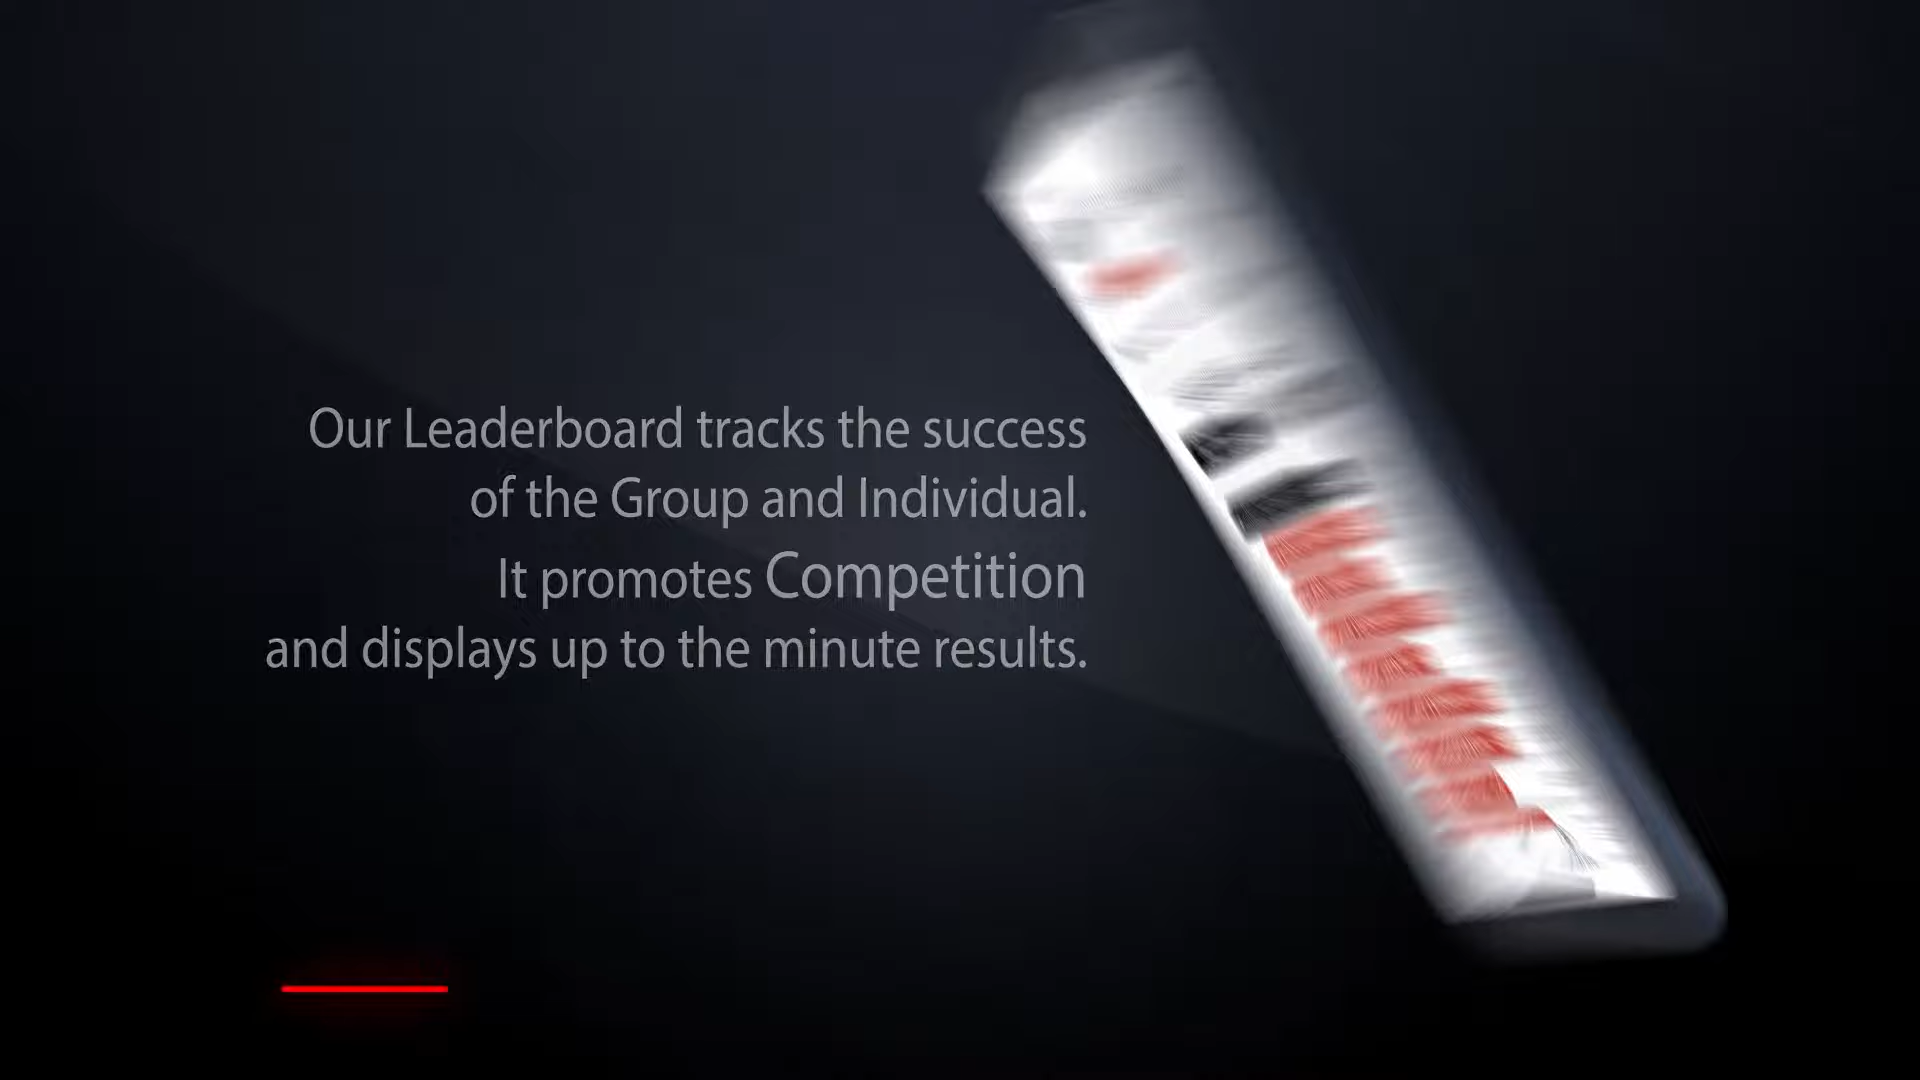 Our Leaderboard tracks the success
of the Group and Individual.
It promotes Competition
and displays up to the minute results.